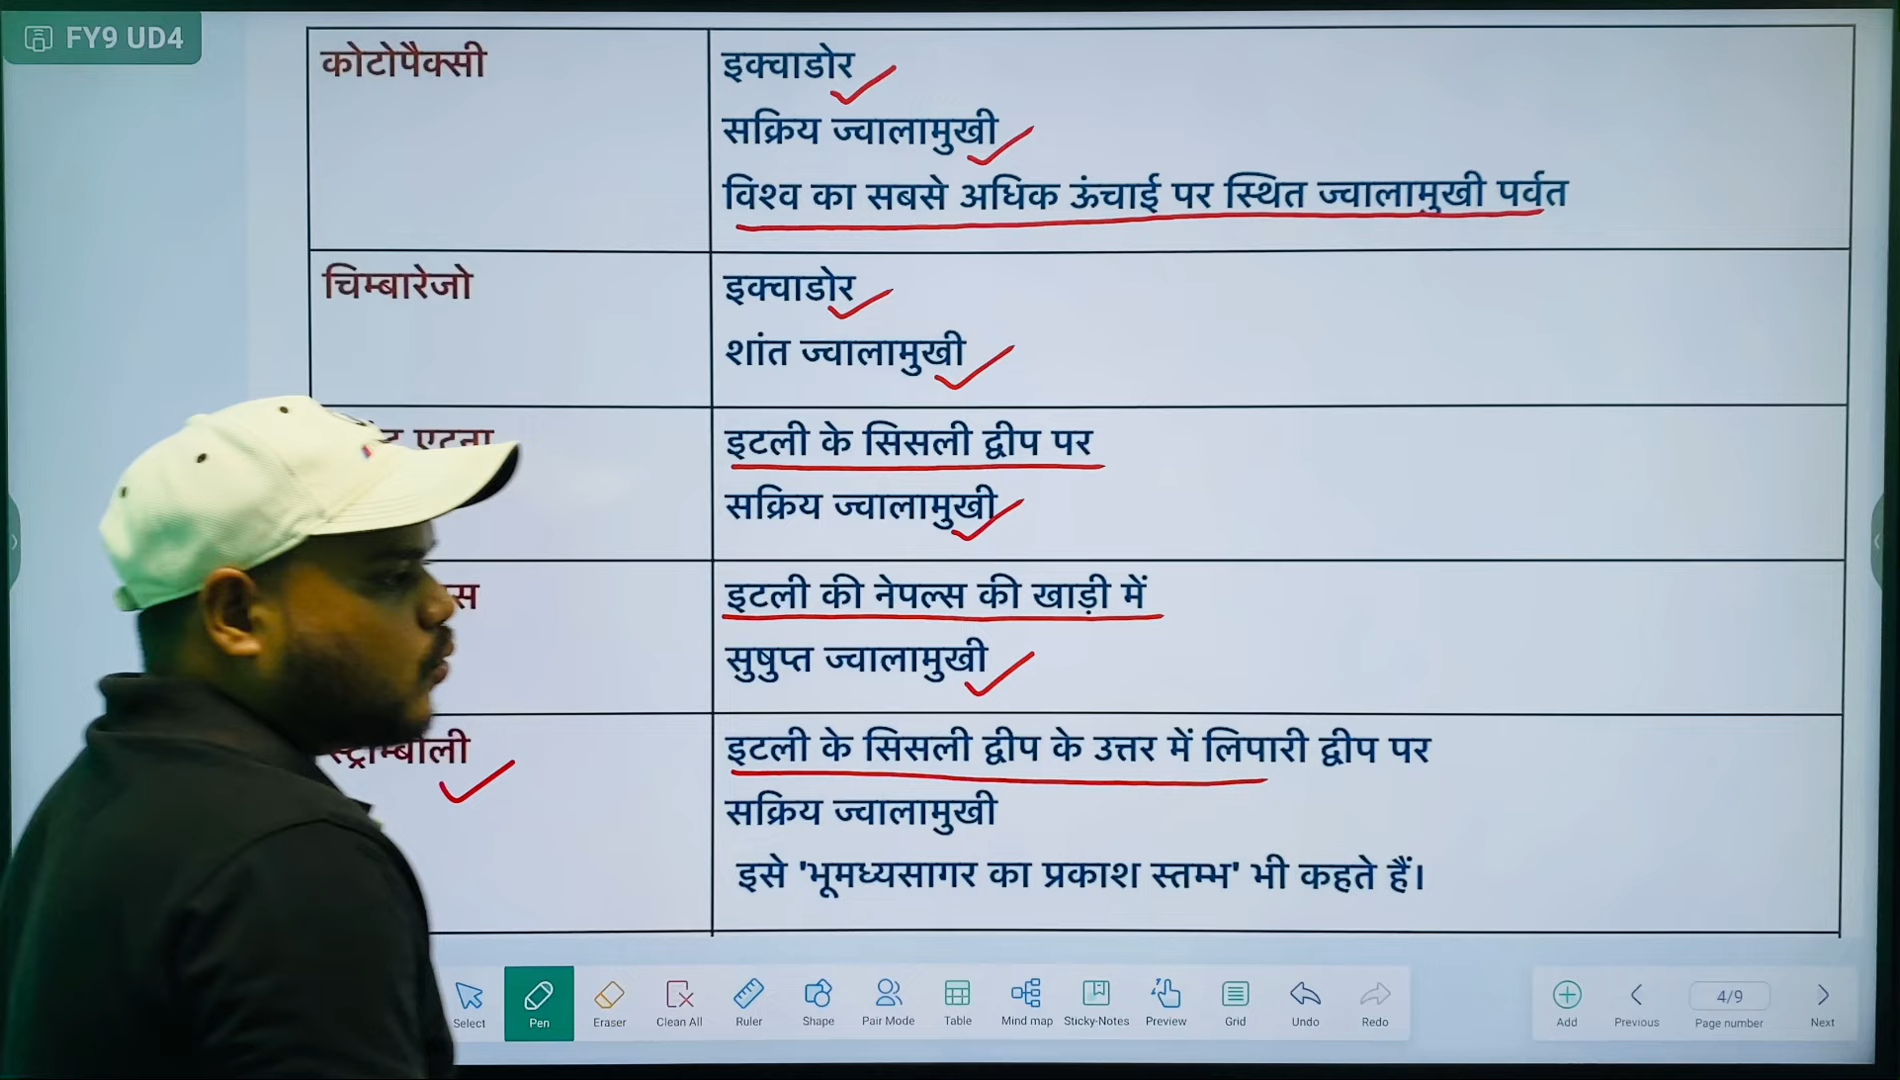 FY9 UD4
कोटोपैक्सी
इक्वाडोर
सक्रिय ज्वालामुखी
विश्व का सबसे अधिक ऊंचाई पर स्थित ज्वालामुखी पर्वत
चिम्बारेजो
इक्वाडोर
शांत ज्वालामुखी
एटना
इटली के सिसली द्वीप पर
सक्रिय ज्वालामुखी
इटली की नेपल्स की खाड़ी में
सुषुप्त ज्वालामुखी
स्ट्राम्बोली
इटली के सिसली द्वीप के उत्तर में लिपारी द्वीप पर
सक्रिय ज्वालामुखी
इसे 'भूमध्यसागर का प्रकाश स्तम्भ' भी कहते हैं।
Select Pen Eraser Clean All Ruler Shape Pair Mode Table Mind map Sticky-Notes Preview Grid Undo Redo Add Previous 4/9 Page number Next